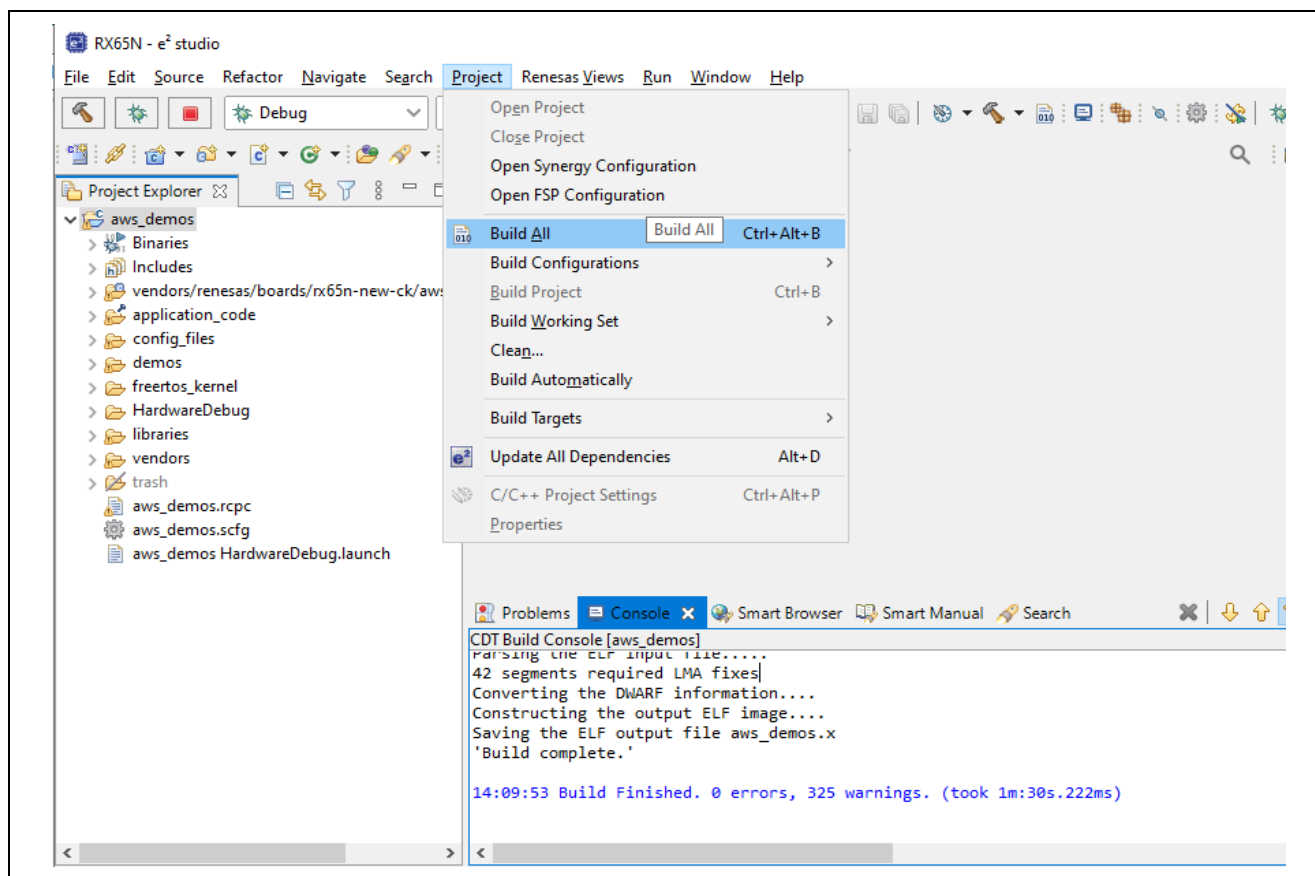 RX65N - e² studio
File Edit Source Refactor Navigate Search Project Renesas Views Run Window Help
Debug
Open Project
Close Project
Open Synergy Configuration
Open FSP Configuration
Build All Ctrl+Alt+B
Build All
Build Configurations
Build Project Ctrl+B
Build Working Set
Clean...
Build Automatically
Build Targets
Update All Dependencies Alt+D
C/C++ Project Settings Ctrl+Alt+P
Properties
Project Explorer
aws_demos
Binaries
Includes
vendors/renesas/boards/rx65n-new-ck/aws
application_code
config_files
demos
freertos_kernel
HardwareDebug
libraries
vendors
trash
aws_demos.rcpc
aws_demos.scfg
aws_demos HardwareDebug.launch
Problems Console Smart Browser Smart Manual Search
CDT Build Console [aws_demos]
Parsing the ELF input file.....
42 segments required LMA fixes
Converting the DWARF information....
Constructing the output ELF image....
Saving the ELF output file aws_demos.x
'Build complete.'
14:09:53 Build Finished. 0 errors, 325 warnings. (took 1m:30s.222ms)